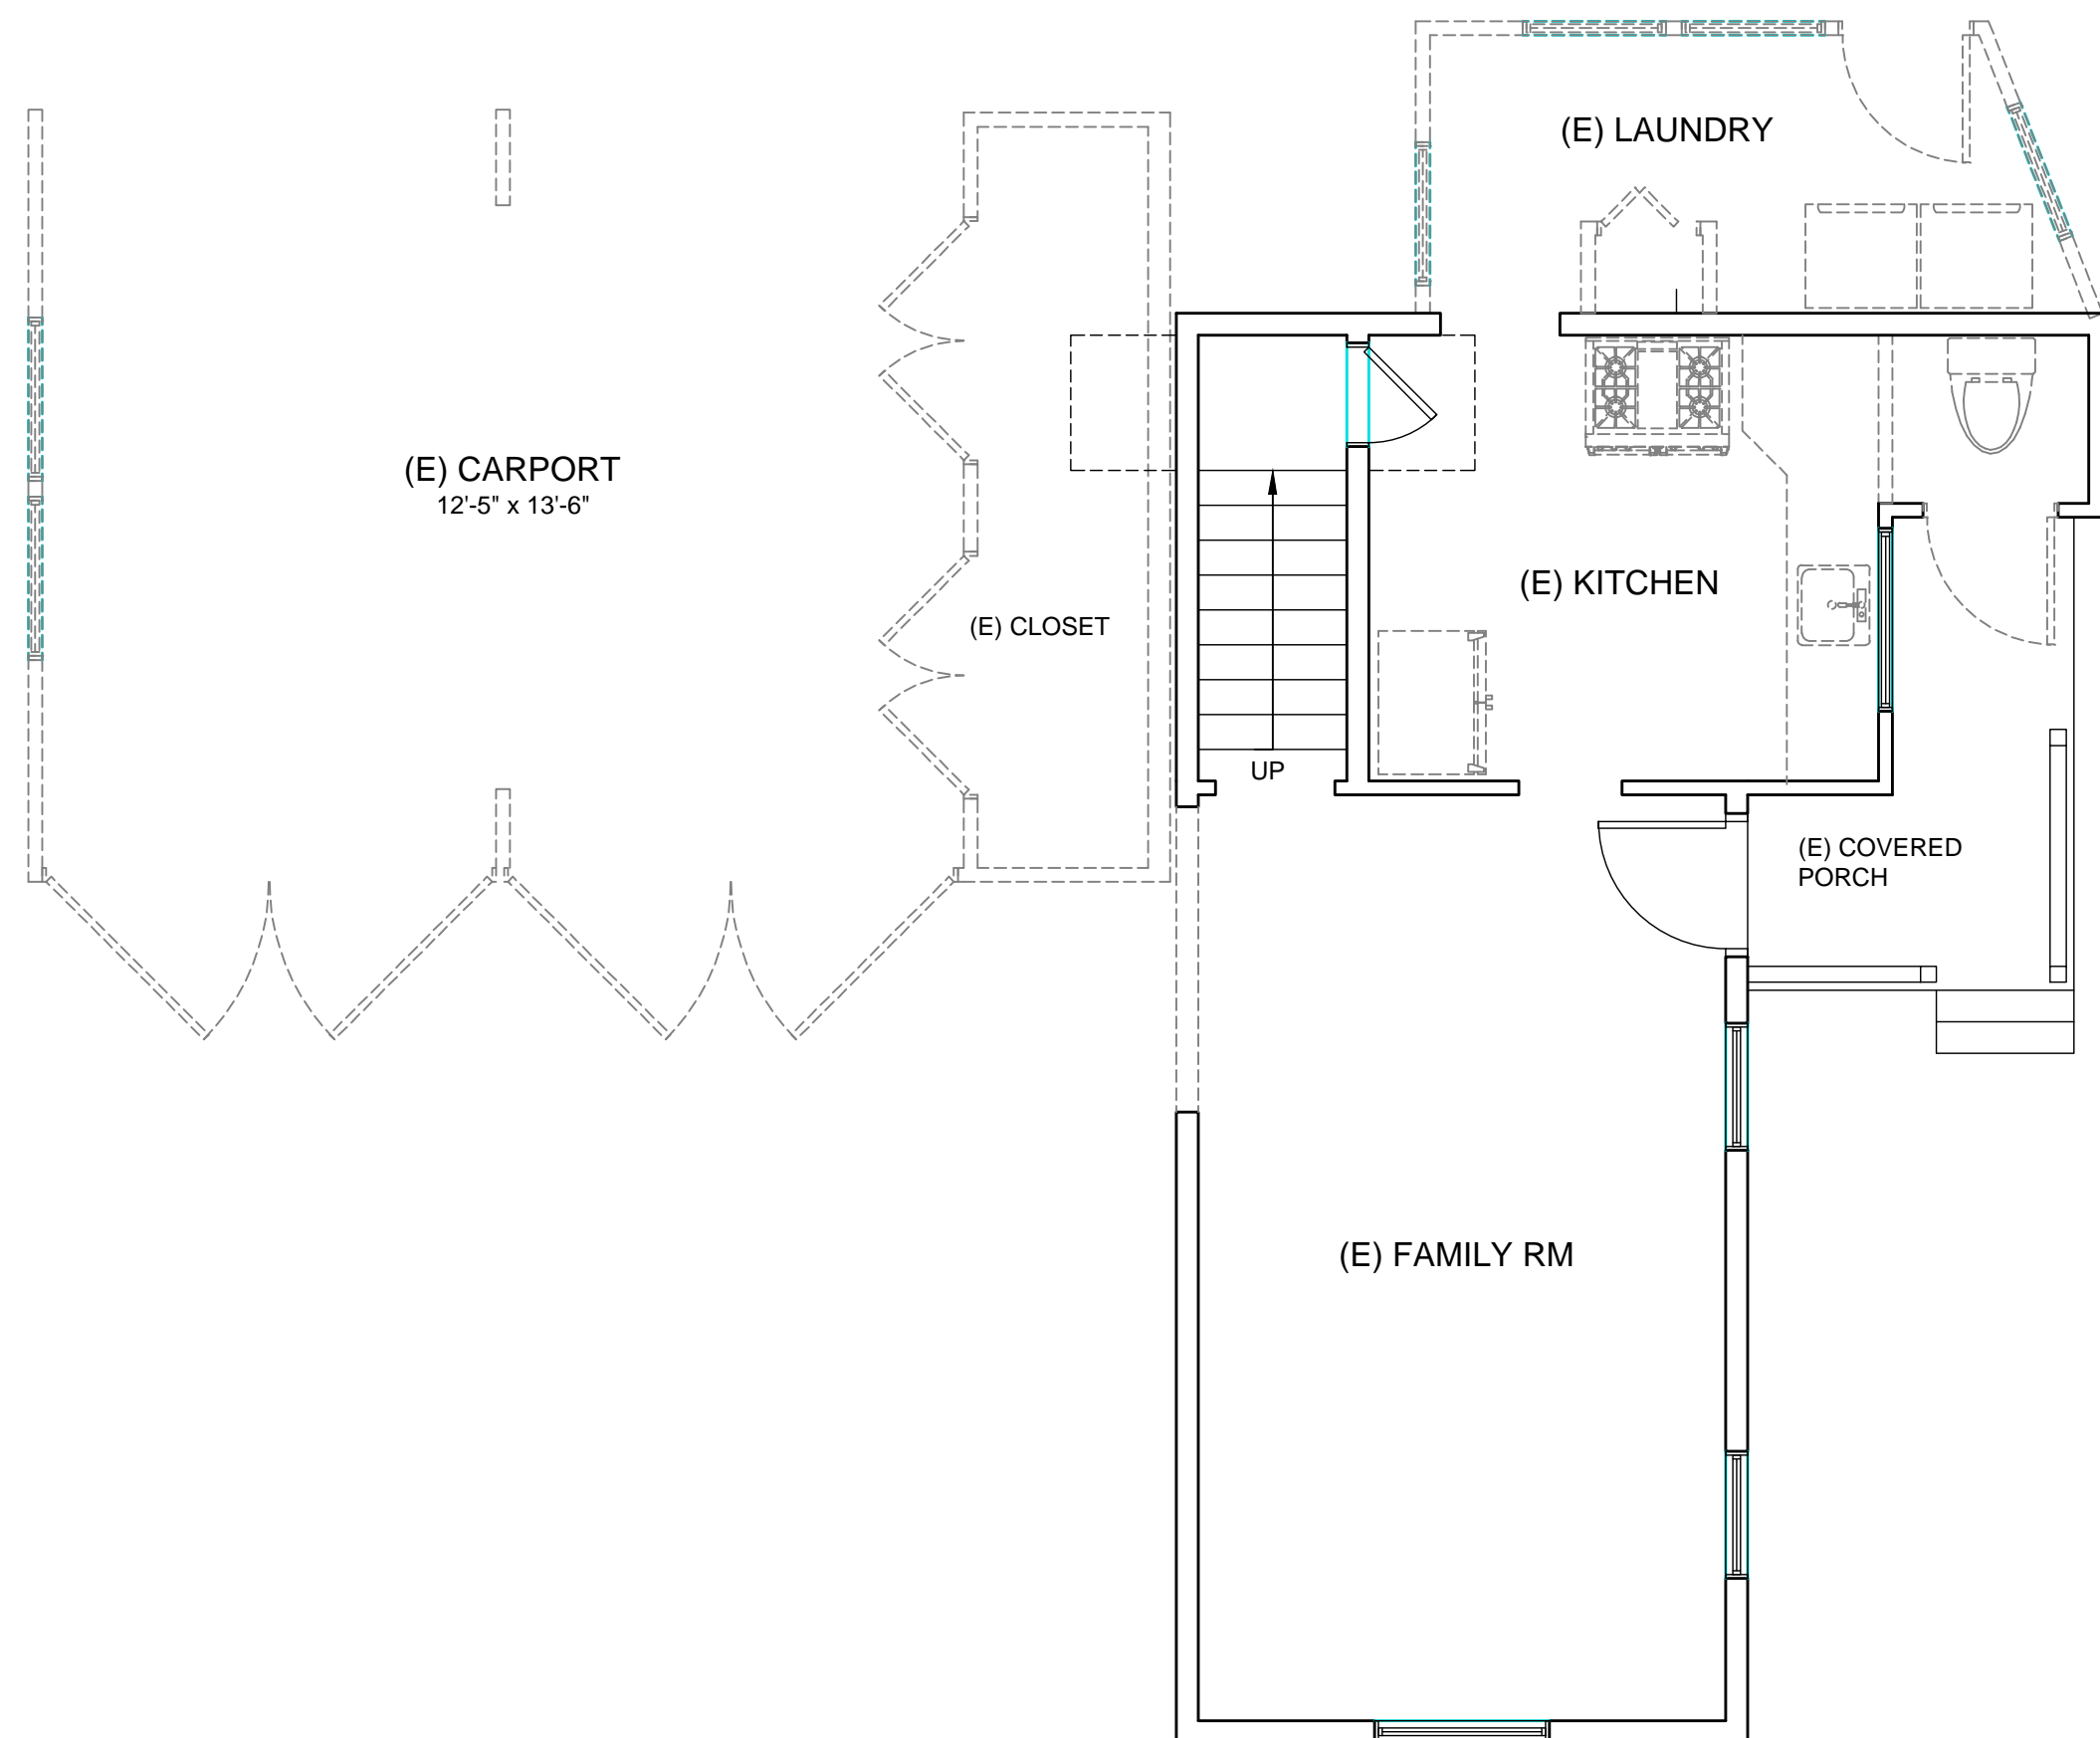 (E) LAUNDRY
(E) CARPORT
12'-5" x 13'-6"
(E) KITCHEN
(E) CLOSET
UP
(E) COVERED
PORCH
(E) FAMILY RM